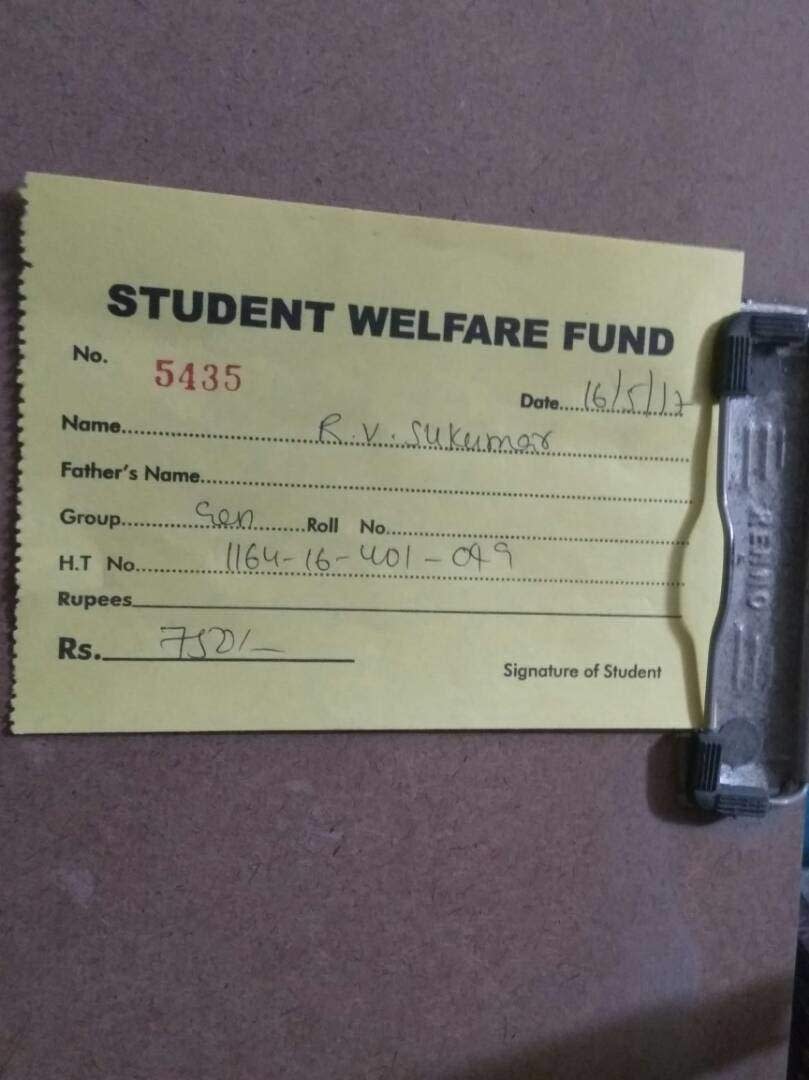 STUDENT WELFARE FUND
No. 5435
Date....16/5/17
Name............R.V. Sukumar............
Father's Name............
Group........Gen........Roll No............
H.T No........1164-16-401-049............
Rupees____________
Rs. 750/-
Signature of Student